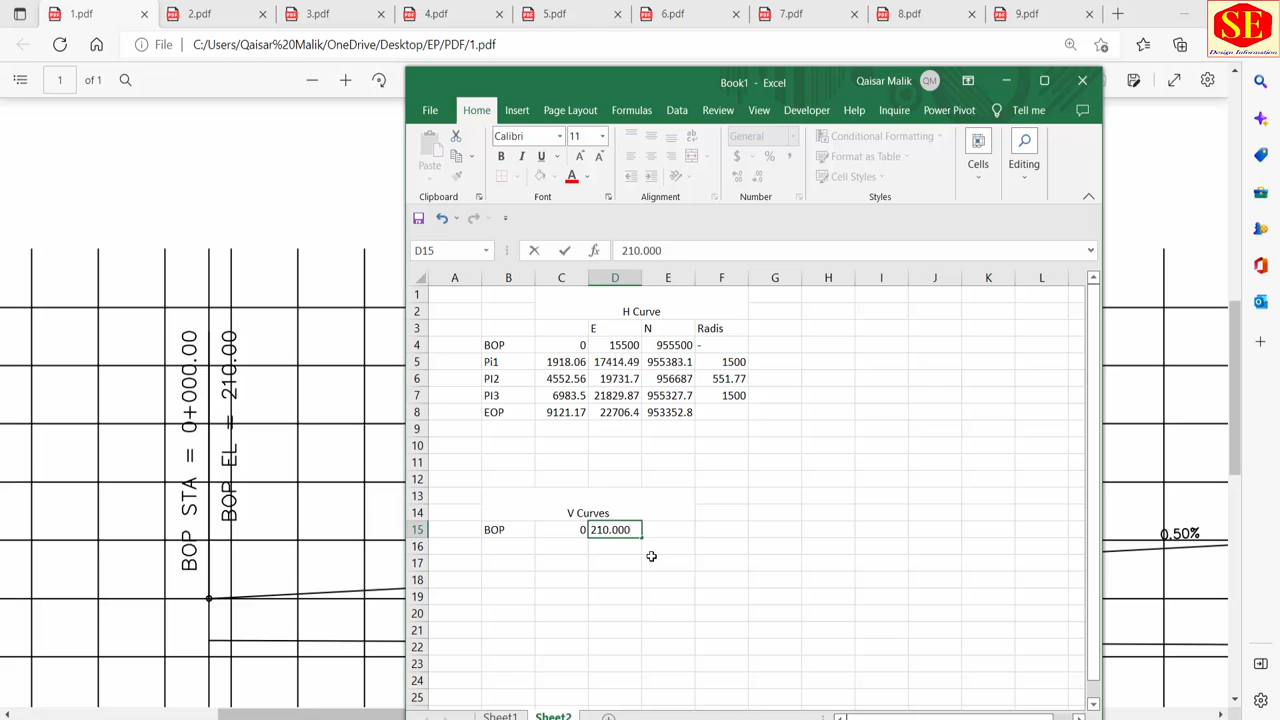 1.pdf 2.pdf 3.pdf 4.pdf 5.pdf 6.pdf 7.pdf 8.pdf 9.pdf
SE
Design Information
File C:/Users/Qaisar%20Malik/OneDrive/Desktop/EP/PDF/1.pdf
1 of 1
Book1 - Excel Qaisar Malik QM
File Home Insert Page Layout Formulas Data Review View Developer Help Inquire Power Pivot Tell me
Paste Calibri 11 General Conditional Formatting Cells Editing
B I U A $ % Format as Table
Cell Styles
Clipboard Font Alignment Number Styles
D15 fx 210.000
A B C D E F G H I J K L
1
2 H Curve
3 E N Radis
4 BOP 0 15500 955500 -
5 Pi1 1918.06 17414.49 955383.1 1500
6 PI2 4552.56 19731.7 956687 551.77
7 PI3 6983.5 21829.87 955327.7 1500
8 EOP 9121.17 22706.4 953352.8
9
10
11
12
13
14 V Curves
15 BOP 0 210.000
16
17
18
19
20
21
22
23
24
25
Sheet1 Sheet2
BOP STA = 0+000.00
BOP EL = 210.00
0.50%